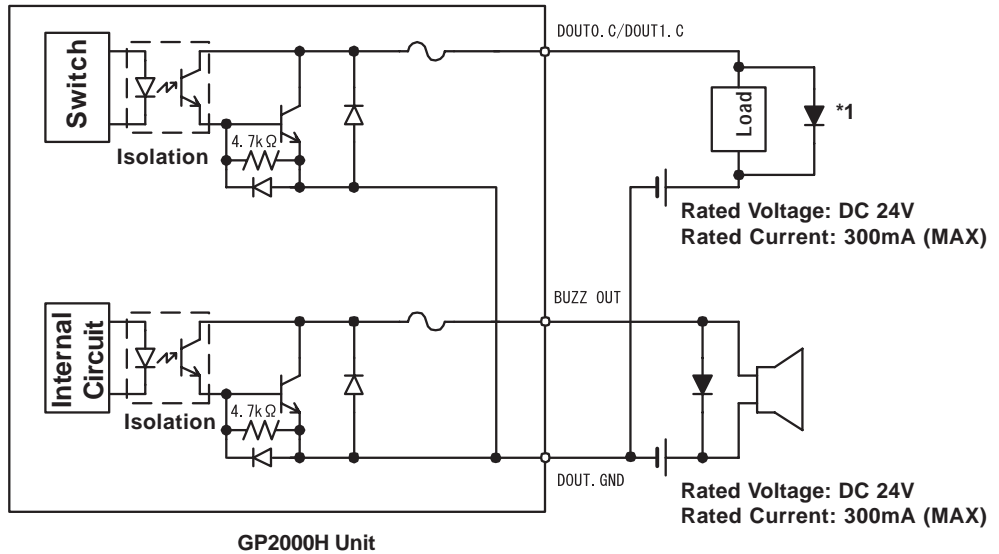 DOUT0.C/DOUT1.C
Switch
Isolation
4.7kΩ
Load
*1
Rated Voltage: DC 24V
Rated Current: 300mA (MAX)
BUZZ OUT
Internal
Circuit
Isolation
4.7kΩ
DOUT.GND
Rated Voltage: DC 24V
Rated Current: 300mA (MAX)
GP2000H Unit